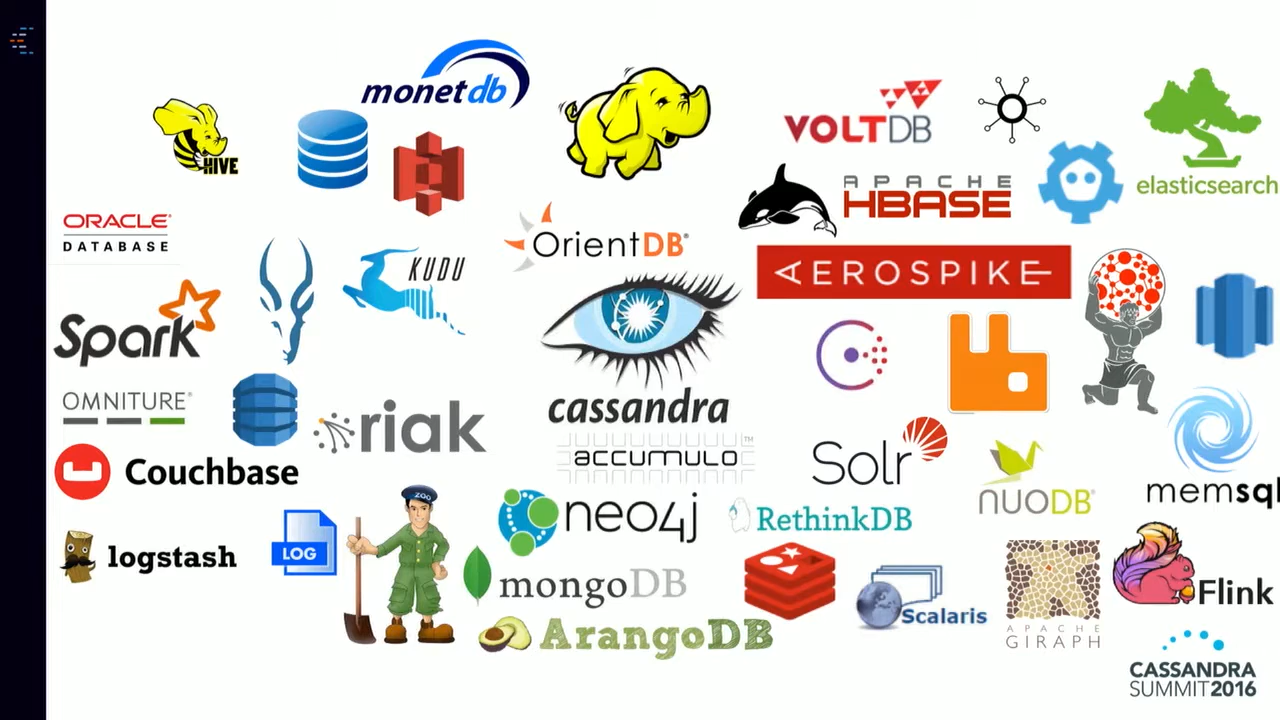 monetdb
HIVE
VOLTDB
elasticsearch
APACHE
HBASE
ORACLE®
DATABASE
OrientDB®
KUDU
AEROSPIKE
Spark
OMNITURE®
riak
cassandra
accumulo™
Solr
Couchbase
nuoDB®
memsql
ZOO
neo4j
RethinkDB
logstash
LOG
mongoDB
Scalaris
Flink
ArangoDB
APACHE
GIRAPH
CASSANDRA
SUMMIT2016